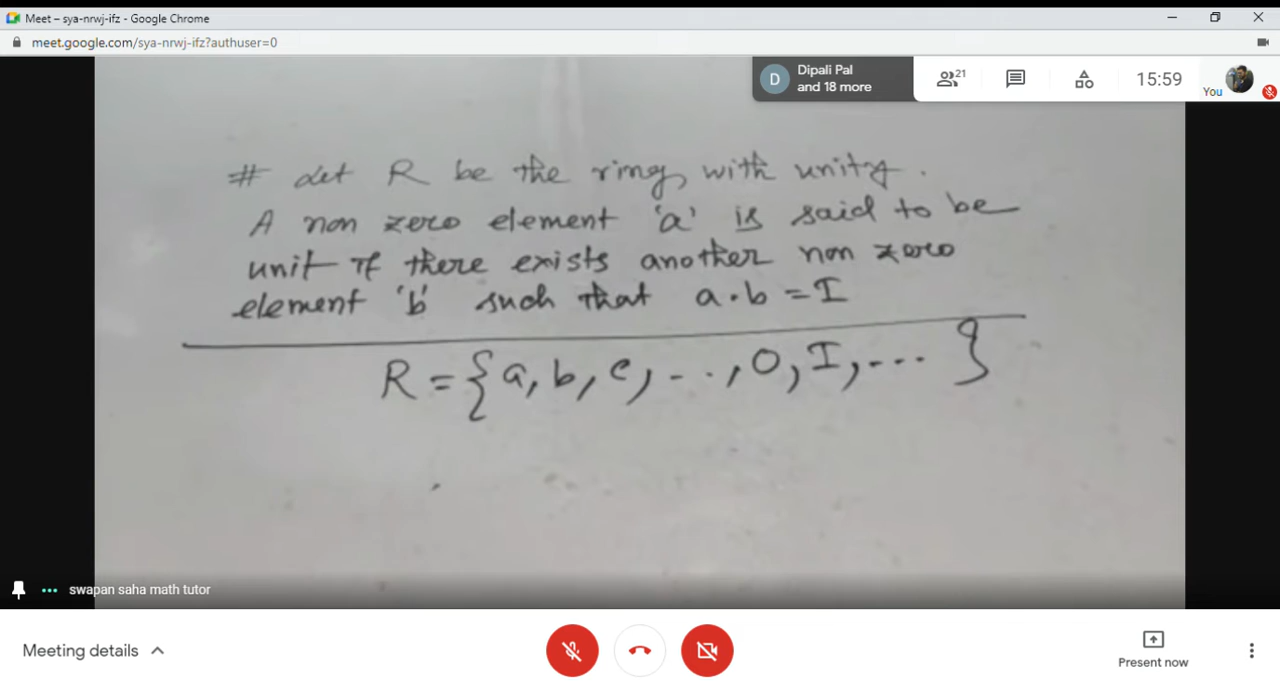 Meet – sya-nrwj-ifz - Google Chrome
meet.google.com/sya-nrwj-ifz?authuser=0
D Dipali Pal
and 18 more
21
15:59
You
# Let R be the ring with unity.
A non zero element 'a' is said to be
unit if there exists another non zero
element 'b' such that a.b = I
R = {a, b, c, - .., 0, I, ... }
swapan saha math tutor
Meeting details
Present now